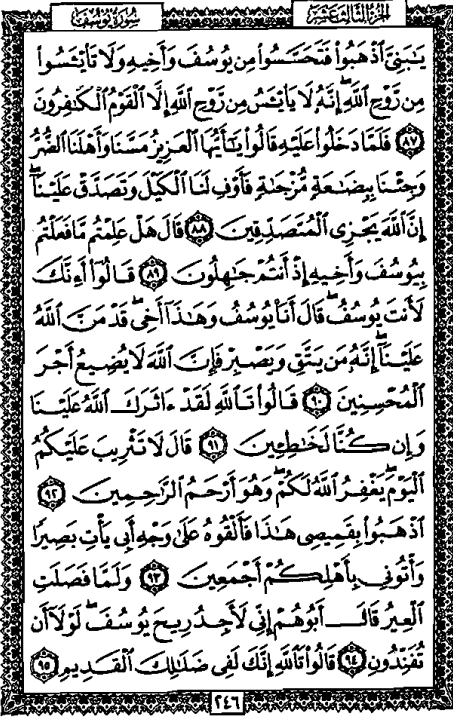 سُورَةُ يُوسُف
الجزء الثالث عشر
يَٰبَنِيَّ ٱذْهَبُوا۟ فَتَحَسَّسُوا۟ مِن يُوسُفَ وَأَخِيهِ وَلَا تَا۟يْـَٔسُوا۟
مِن رَّوْحِ ٱللَّهِۖ إِنَّهُۥ لَا يَا۟يْـَٔسُ مِن رَّوْحِ ٱللَّهِ إِلَّا ٱلْقَوْمُ ٱلْكَٰفِرُونَ
٨٧ فَلَمَّا دَخَلُوا۟ عَلَيْهِ قَالُوا۟ يَٰٓأَيُّهَا ٱلْعَزِيزُ مَسَّنَا وَأَهْلَنَا ٱلضُّرُّ
وَجِئْنَا بِبِضَٰعَةٍ مُّزْجَىٰةٍ فَأَوْفِ لَنَا ٱلْكَيْلَ وَتَصَدَّقْ عَلَيْنَآۖ
إِنَّ ٱللَّهَ يَجْزِى ٱلْمُتَصَدِّقِينَ ٨٨ قَالَ هَلْ عَلِمْتُم مَّا فَعَلْتُم
بِيُوسُفَ وَأَخِيهِ إِذْ أَنتُمْ جَٰهِلُونَ ٨٩ قَالُوٓا۟ أَءِنَّكَ
لَأَنتَ يُوسُفُۖ قَالَ أَنَا۠ يُوسُفُ وَهَٰذَآ أَخِىۖ قَدْ مَنَّ ٱللَّهُ
عَلَيْنَآۖ إِنَّهُۥ مَن يَتَّقِ وَيَصْبِرْ فَإِنَّ ٱللَّهَ لَا يُضِيعُ أَجْرَ
ٱلْمُحْسِنِينَ ٩٠ قَالُوا۟ تَٱللَّهِ لَقَدْ ءَاثَرَكَ ٱللَّهُ عَلَيْنَا
وَإِن كُنَّا لَخَٰطِـِٔينَ ٩١ قَالَ لَا تَثْرِيبَ عَلَيْكُمُ
ٱلْيَوْمَۖ يَغْفِرُ ٱللَّهُ لَكُمْۖ وَهُوَ أَرْحَمُ ٱلرَّٰحِمِينَ ٩٢
ٱذْهَبُوا۟ بِقَمِيصِى هَٰذَا فَأَلْقُوهُ عَلَىٰ وَجْهِ أَبِى يَأْتِ بَصِيرًا
وَأْتُونِى بِأَهْلِكُمْ أَجْمَعِينَ ٩٣ وَلَمَّا فَصَلَتِ
ٱلْعِيرُ قَالَ أَبُوهُمْ إِنِّى لَأَجِدُ رِيحَ يُوسُفَۖ لَوْلَآ أَن
تُفَنِّدُونِ ٩٤ قَالُوا۟ تَٱللَّهِ إِنَّكَ لَفِى ضَلَٰلِكَ ٱلْقَدِيمِ ٩٥
٢٤٦